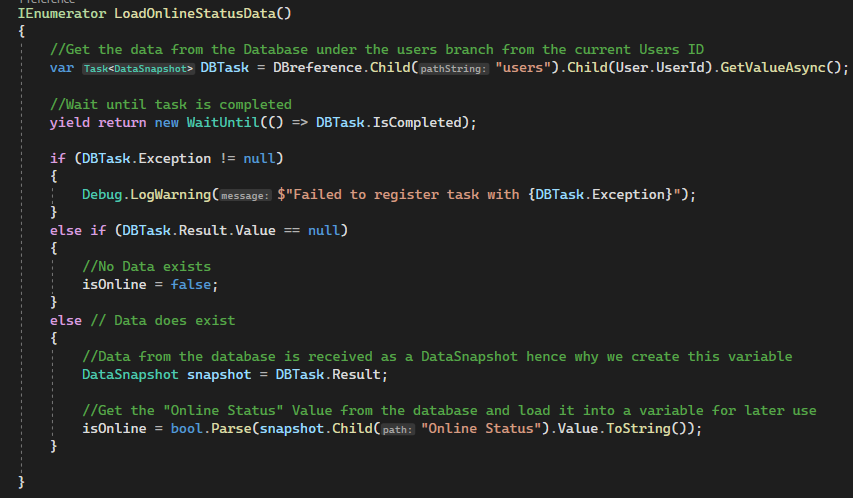 IEnumerator LoadOnlineStatusData()
{
//Get the data from the Database under the users branch from the current Users ID
var Task<DataSnapshot> DBTask = DBreference.Child(pathString: "users").Child(User.UserId).GetValueAsync();
//Wait until task is completed
yield return new WaitUntil(() => DBTask.IsCompleted);
if (DBTask.Exception != null)
{
Debug.LogWarning(message: $"Failed to register task with {DBTask.Exception}");
}
else if (DBTask.Result.Value == null)
{
//No Data exists
isOnline = false;
}
else // Data does exist
{
//Data from the database is received as a DataSnapshot hence why we create this variable
DataSnapshot snapshot = DBTask.Result;
//Get the "Online Status" Value from the database and load it into a variable for later use
isOnline = bool.Parse(snapshot.Child(path: "Online Status").Value.ToString());
}
}